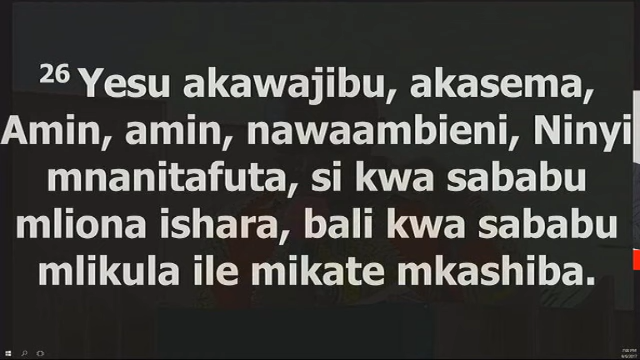 26 Yesu akawajibu, akasema,
Amin, amin, nawaambieni, Ninyi
mnanitafuta, si kwa sababu
mliona ishara, bali kwa sababu
mlikula ile mikate mkashiba.